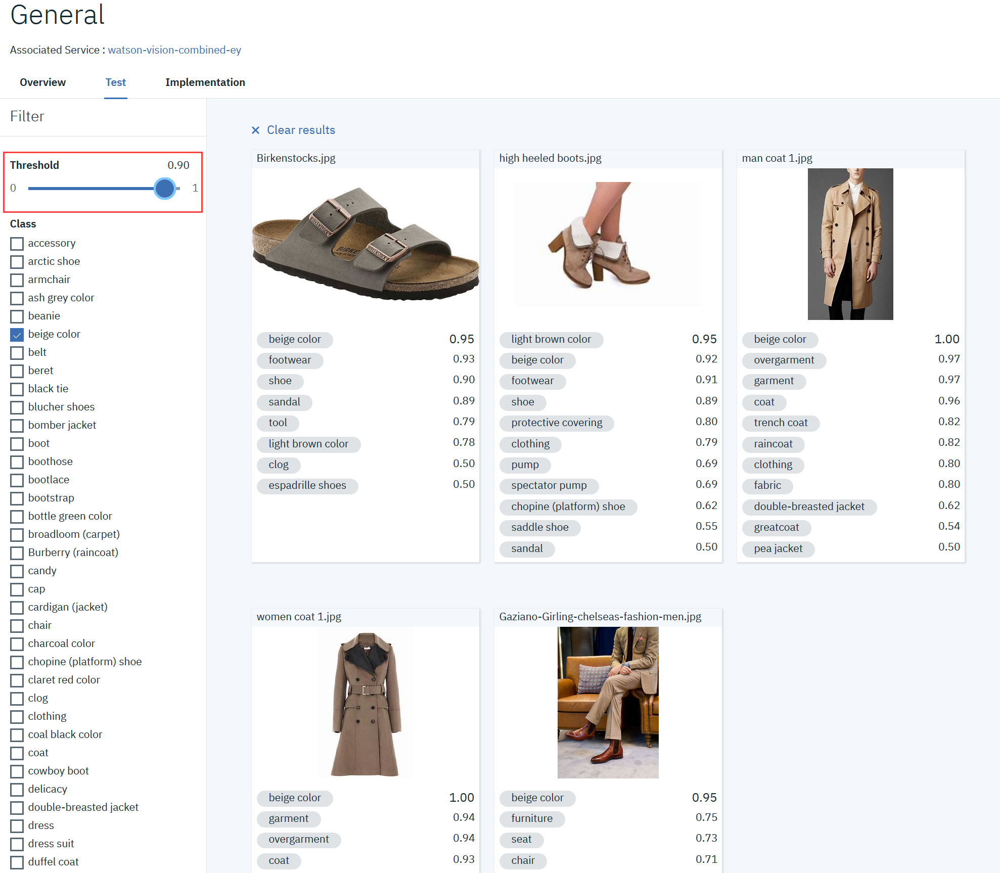 General
Associated Service : watson-vision-combined-ey
Overview Test Implementation
Filter
Threshold 0.90
0 1
Class
accessory
arctic shoe
armchair
ash grey color
beanie
beige color
belt
beret
black tie
blucher shoes
bomber jacket
boot
boothose
bootlace
bootstrap
bottle green color
broadloom (carpet)
Burberry (raincoat)
candy
cap
cardigan (jacket)
chair
charcoal color
chopine (platform) shoe
claret red color
clog
clothing
coal black color
coat
cowboy boot
delicacy
double-breasted jacket
dress
dress suit
duffel coat
× Clear results
Birkenstocks.jpg
BIRKENSTOCK
BIRKENSTOCK
beige color 0.95
footwear 0.93
shoe 0.90
sandal 0.89
tool 0.79
light brown color 0.78
clog 0.50
espadrille shoes 0.50
high heeled boots.jpg
light brown color 0.95
beige color 0.92
footwear 0.91
shoe 0.89
protective covering 0.80
clothing 0.79
pump 0.69
spectator pump 0.69
chopine (platform) shoe 0.62
saddle shoe 0.55
sandal 0.50
man coat 1.jpg
beige color 1.00
overgarment 0.97
garment 0.97
coat 0.96
trench coat 0.82
raincoat 0.82
clothing 0.80
fabric 0.80
double-breasted jacket 0.62
greatcoat 0.54
pea jacket 0.50
women coat 1.jpg
beige color 1.00
garment 0.94
overgarment 0.94
coat 0.93
Gaziano-Girling-chelseas-fashion-men.jpg
beige color 0.95
furniture 0.75
seat 0.73
chair 0.71